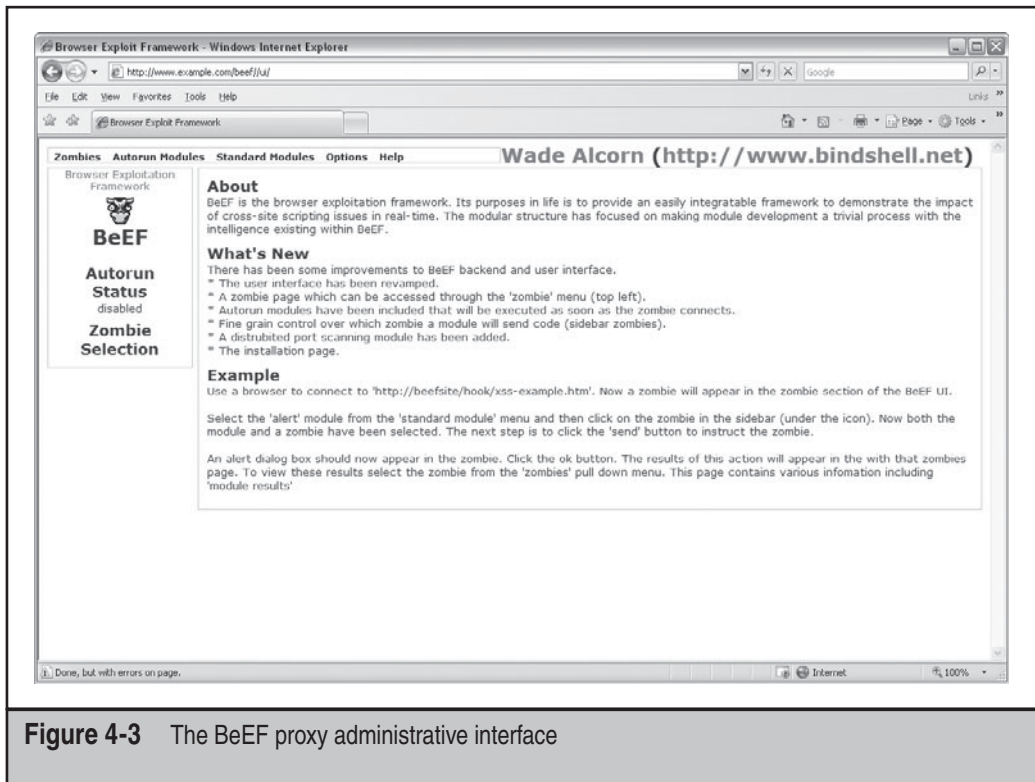 Browser Exploit Framework - Windows Internet Explorer
http://www.example.com/beef//ui/
Google
File Edit View Favorites Tools Help
Links »
Browser Exploit Framework
Page Tools »
Zombies Autorun Modules Standard Modules Options Help
Wade Alcorn (http://www.bindshell.net)
Browser Exploitation
Framework
BeEF
Autorun
Status
disabled
Zombie
Selection
About
BeEF is the browser exploitation framework. Its purposes in life is to provide an easily integratable framework to demonstrate the impact
of cross-site scripting issues in real-time. The modular structure has focused on making module development a trivial process with the
intelligence existing within BeEF.
What's New
There has been some improvements to BeEF backend and user interface.
* The user interface has been revamped.
* A zombie page which can be accessed through the 'zombie' menu (top left).
* Autorun modules have been included that will be executed as soon as the zombie connects.
* Fine grain control over which zombie a module will send code (sidebar zombies).
* A distrubited port scanning module has been added.
* The installation page.
Example
Use a browser to connect to 'http://beefsite/hook/xss-example.htm'. Now a zombie will appear in the zombie section of the BeEF UI.
Select the 'alert' module from the 'standard module' menu and then click on the zombie in the sidebar (under the icon). Now both the
module and a zombie have been selected. The next step is to click the 'send' button to instruct the zombie.
An alert dialog box should now appear in the zombie. Click the ok button. The results of this action will appear in the with that zombies
page. To view these results select the zombie from the 'zombies' pull down menu. This page contains various infomation including
'module results'
Done, but with errors on page.
Internet
100%
Figure 4-3 The BeEF proxy administrative interface